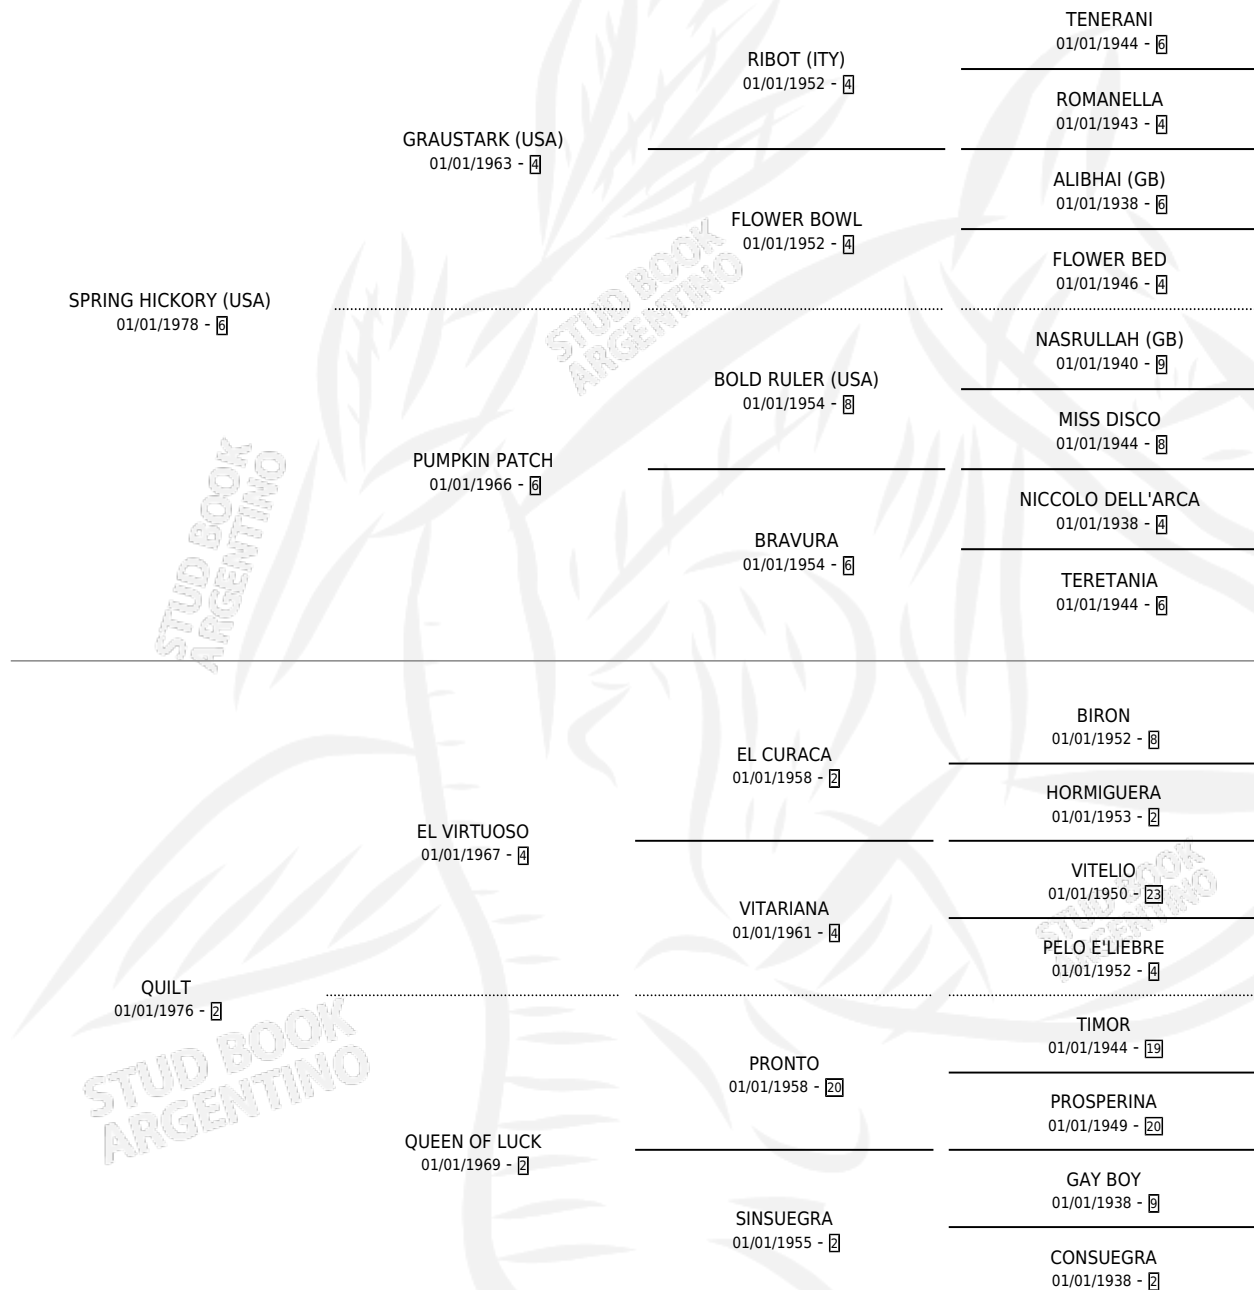 TENERANI
01/01/1944 - 6
RIBOT (ITY)
01/01/1952 - 4
ROMANELLA
01/01/1943 - 4
GRAUSTARK (USA)
01/01/1963 - 4
ALIBHAI (GB)
01/01/1938 - 6
FLOWER BOWL
01/01/1952 - 4
FLOWER BED
01/01/1946 - 4
SPRING HICKORY (USA)
01/01/1978 - 6
STUD BOOK
ARGENTINO
NASRULLAH (GB)
01/01/1940 - 9
BOLD RULER (USA)
01/01/1954 - 8
MISS DISCO
01/01/1944 - 8
PUMPKIN PATCH
01/01/1966 - 6
NICCOLO DELL'ARCA
01/01/1938 - 4
BRAVURA
01/01/1954 - 6
TERETANIA
01/01/1944 - 6
STUD BOOK
ARGENTINO
BIRON
01/01/1952 - 8
EL CURACA
01/01/1958 - 2
HORMIGUERA
01/01/1953 - 2
EL VIRTUOSO
01/01/1967 - 4
VITELIO
01/01/1950 - 23
VITARIANA
01/01/1961 - 4
PELO E'LIEBRE
01/01/1952 - 4
STUD BOOK
ARGENTINO
QUILT
01/01/1976 - 2
TIMOR
01/01/1944 - 19
PRONTO
01/01/1958 - 20
PROSPERINA
01/01/1949 - 20
STUD BOOK
ARGENTINO
QUEEN OF LUCK
01/01/1969 - 2
GAY BOY
01/01/1938 - 9
SINSUEGRA
01/01/1955 - 2
CONSUEGRA
01/01/1938 - 2